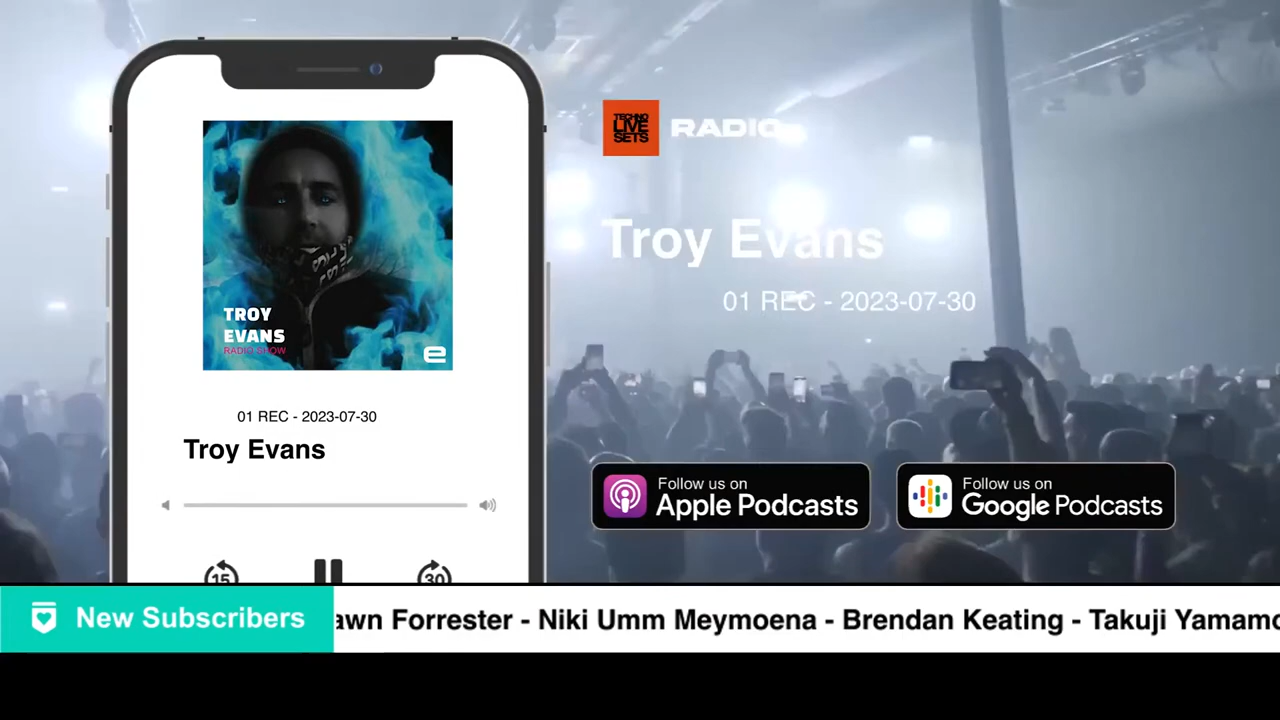 TROY
EVANS
RADIO SHOW
e
01 REC - 2023-07-30
Troy Evans
15
30
TECHNO
LIVE
SETS
RADIO
Troy Evans
01 REC - 2023-07-30
Follow us on
Apple Podcasts
Follow us on
Google Podcasts
New Subscribers
awn Forrester - Niki Umm Meymoena - Brendan Keating - Takuji Yamamo